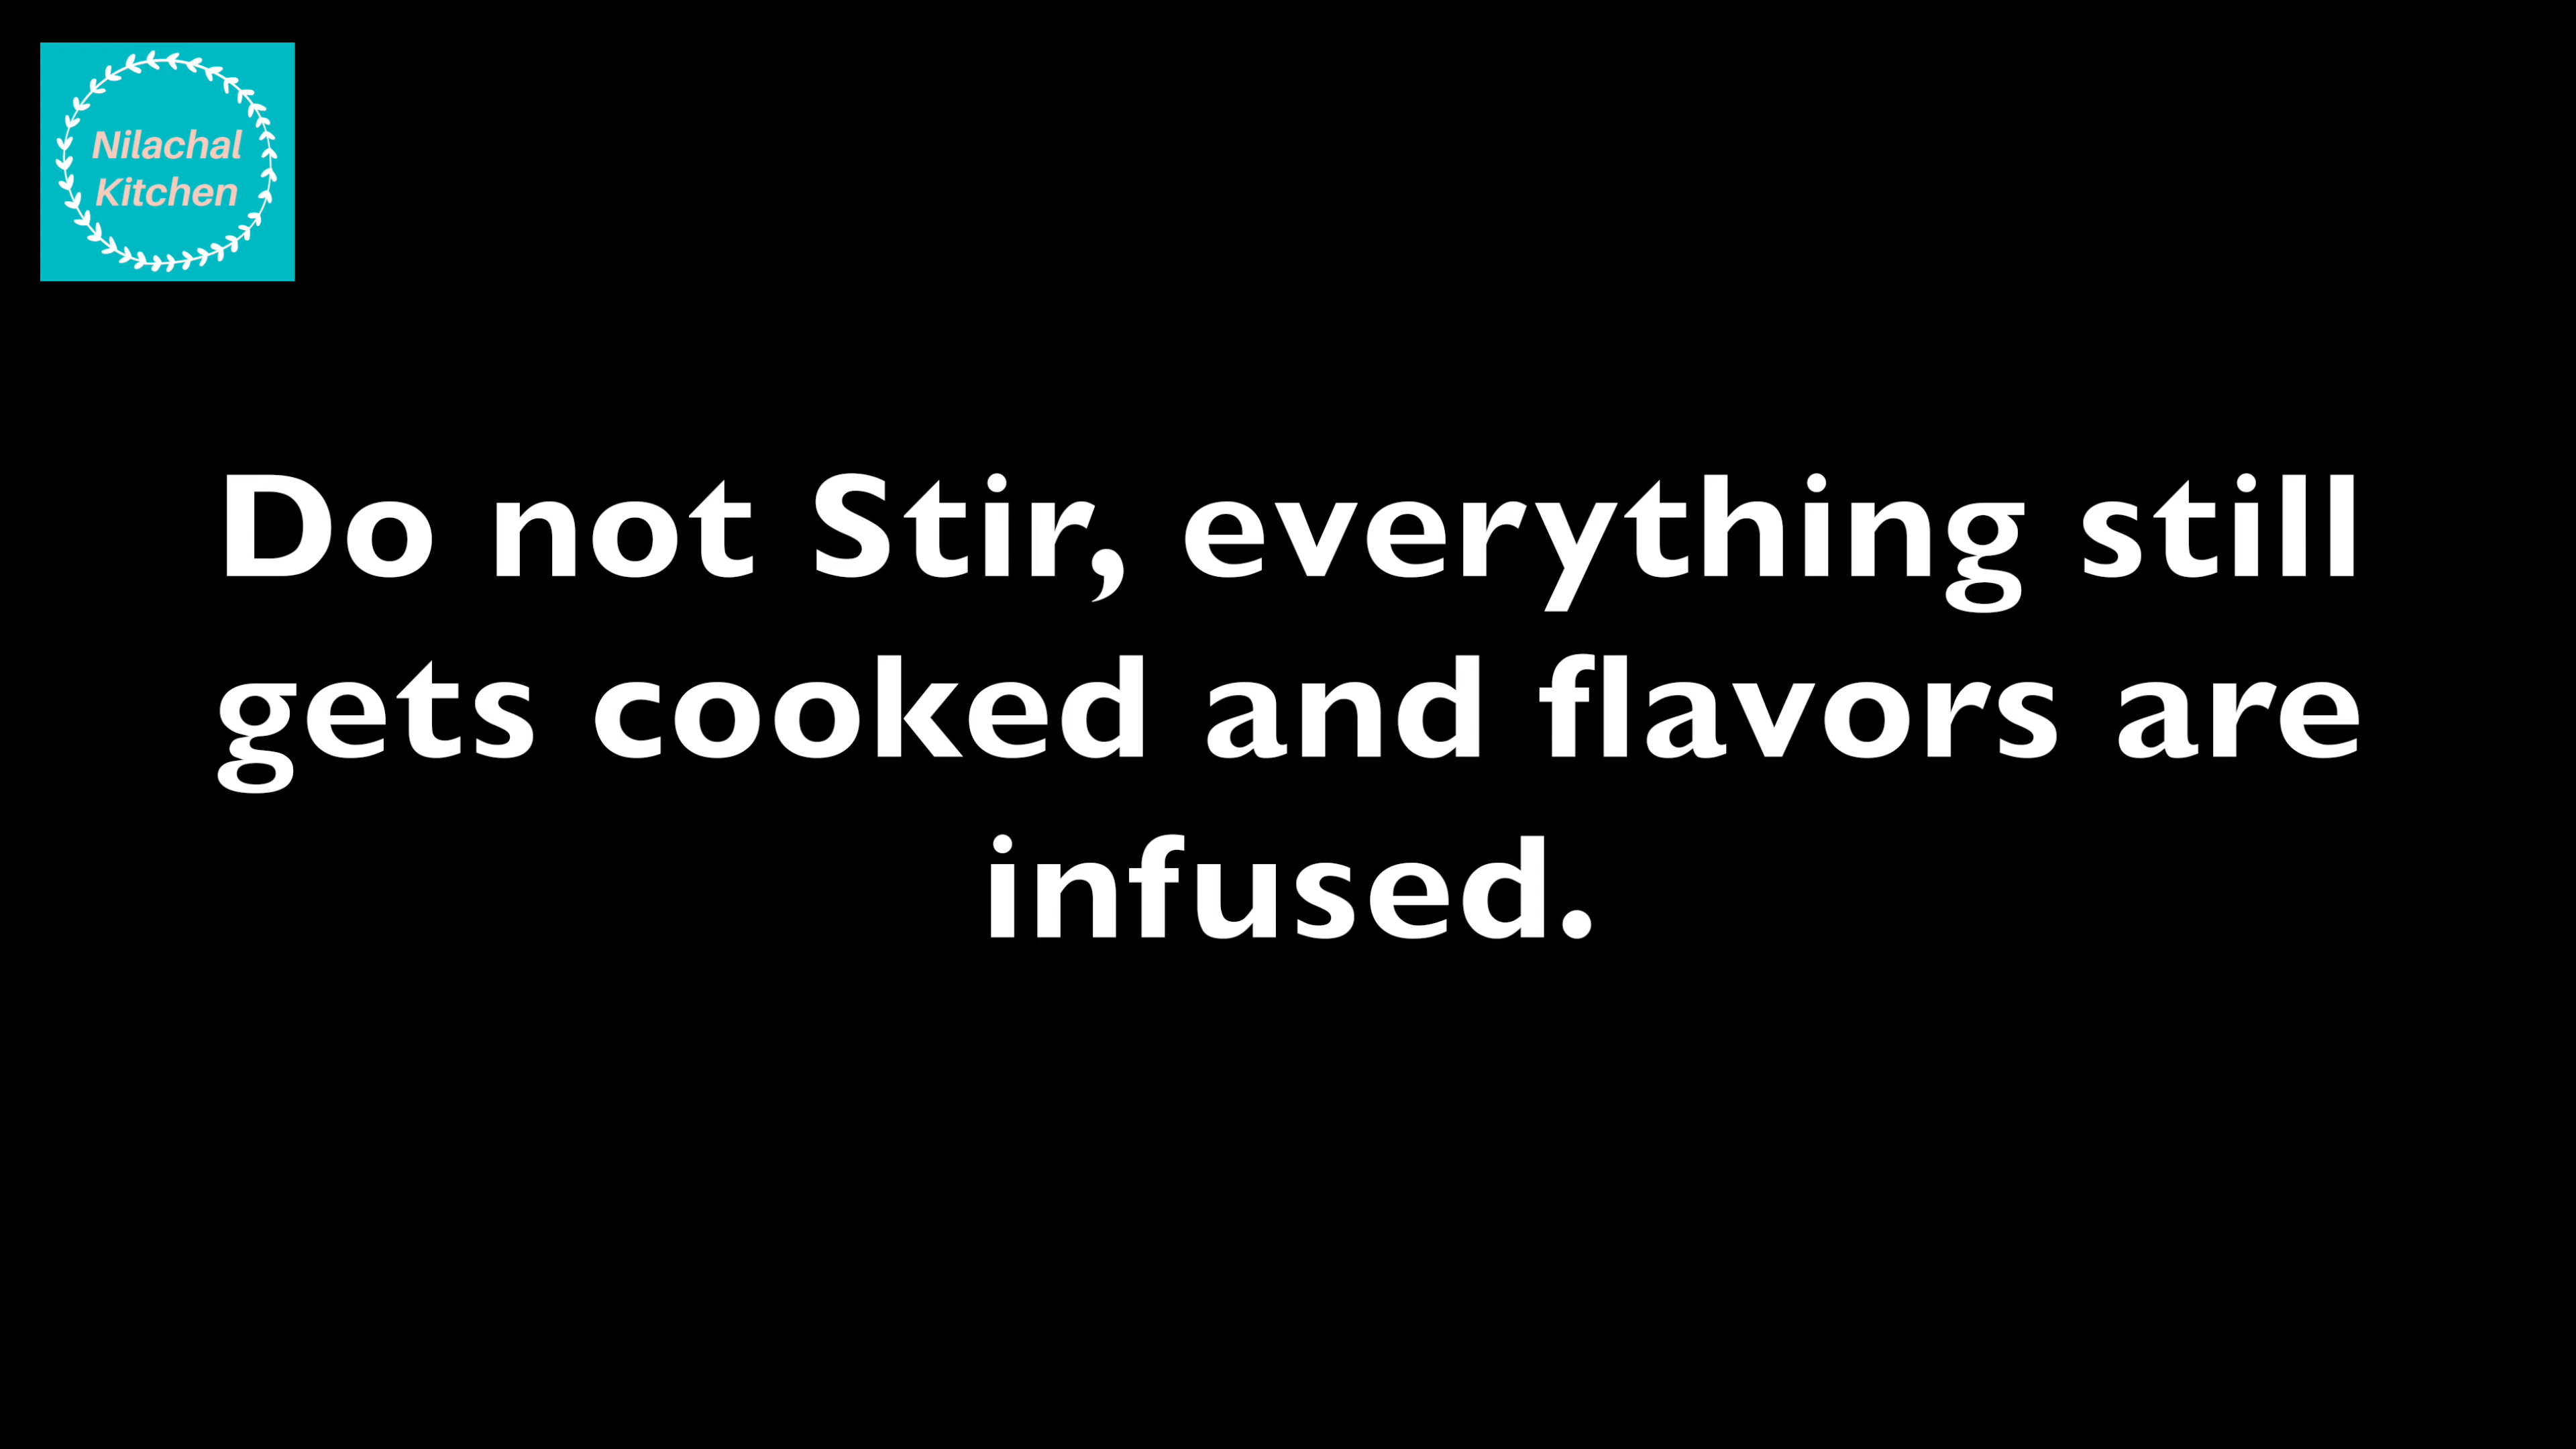 Nilachal
Kitchen
Do not Stir, everything still
gets cooked and flavors are
infused.